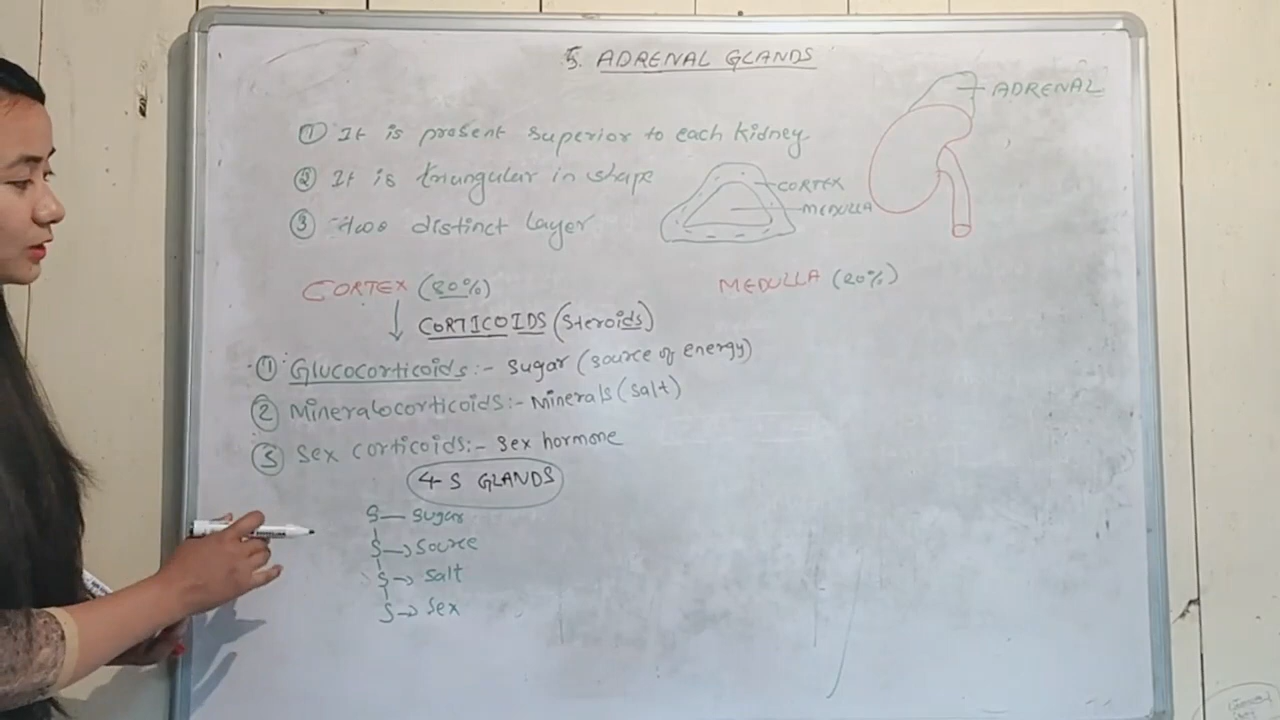 5. ADRENAL GLANDS
ADRENAL
① It is present superior to each kidney
② It is triangular in shape
CORTEX
MEDULLA
③ two distinct layer
CORTEX (80%)
MEDULLA (20%)
CORTICOIDS (Steroids)
① Glucocorticoids:- Sugar (source of energy)
② Mineralocorticoids:- Minerals (salt)
③ Sex corticoids:- Sex hormone
4-S GLANDS
S — Sugar
S → Source
S → Salt
S → Sex